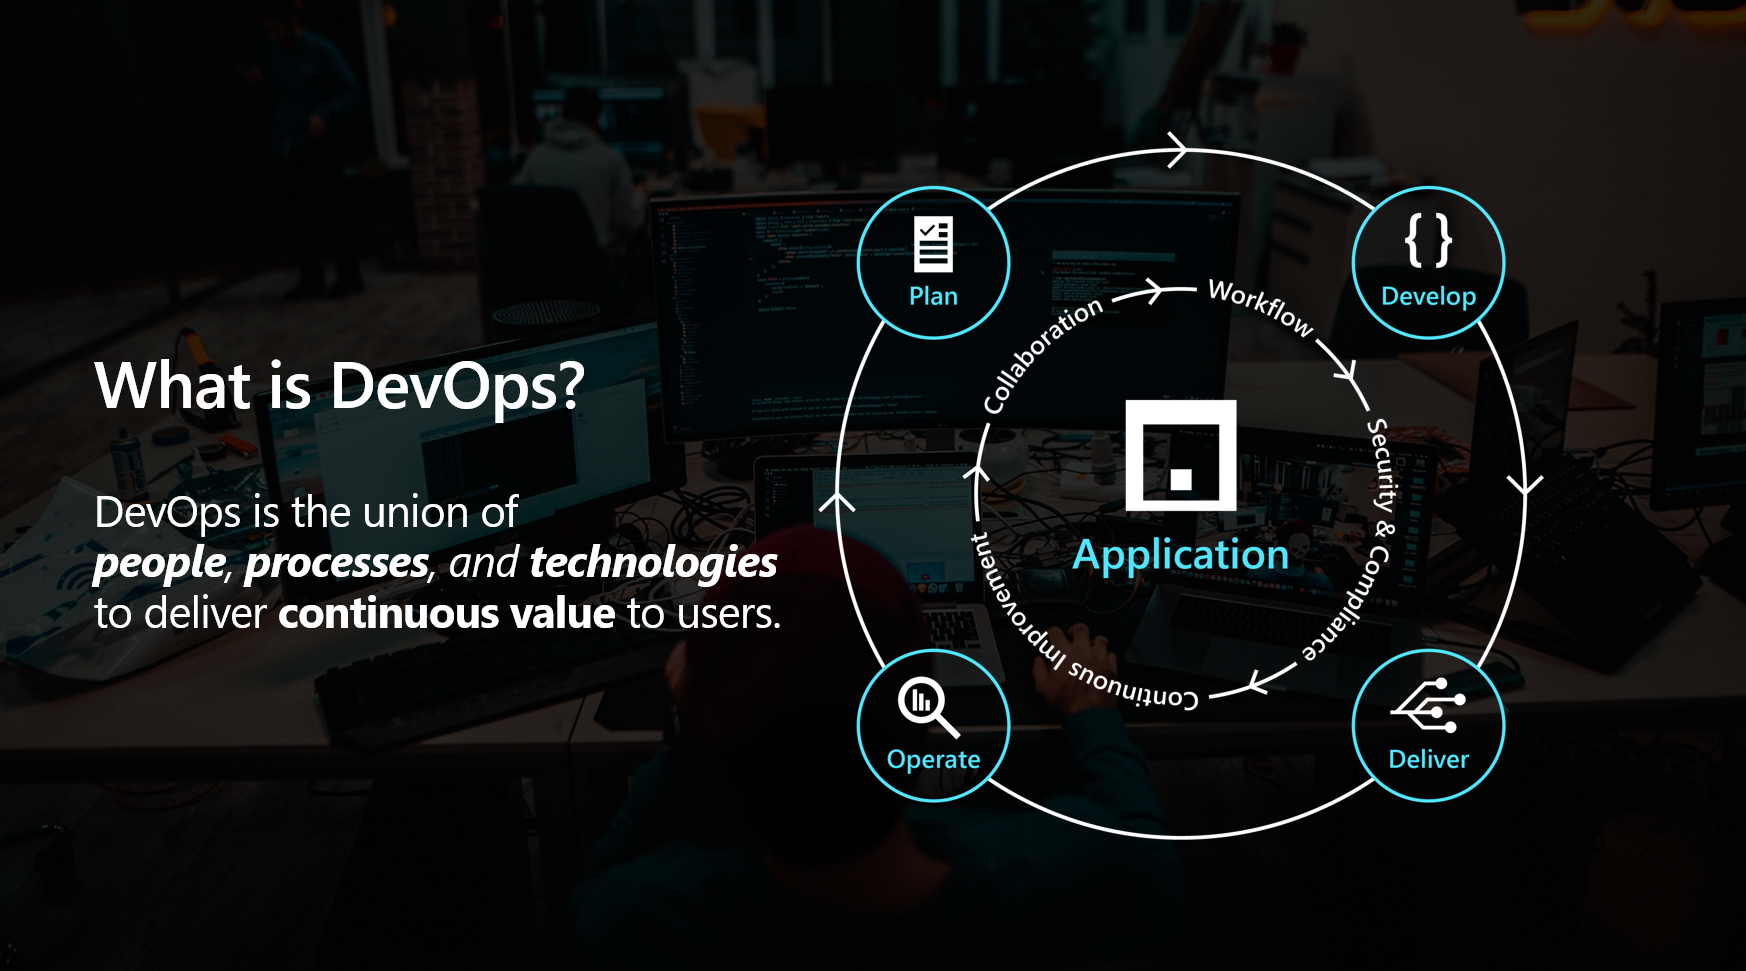 What is DevOps?
DevOps is the union of
people, processes, and technologies
to deliver continuous value to users.
Plan
Develop
Collaboration
Workflow
Security & Compliance
Continuous Improvement
Application
Operate
Deliver